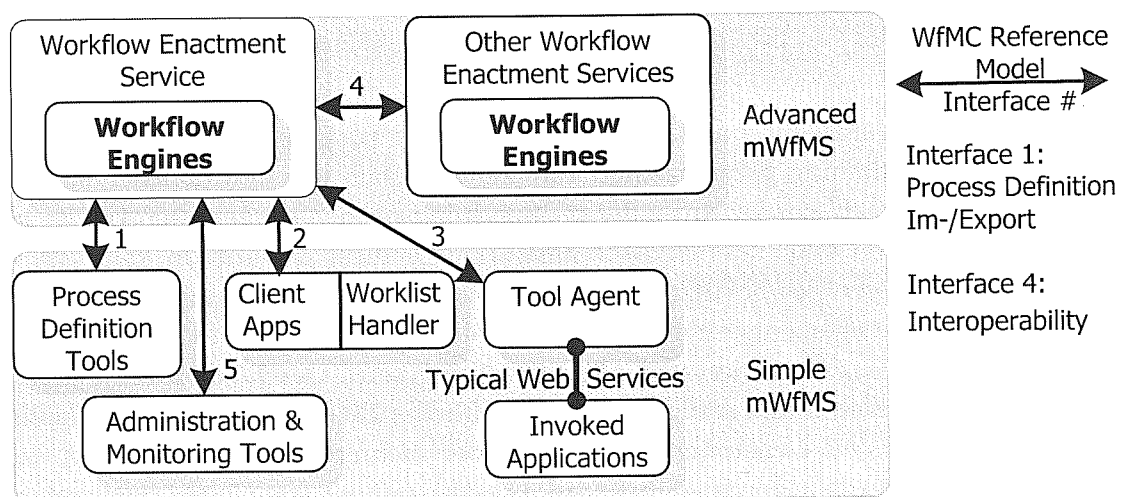 Workflow Enactment
Service
Workflow
Engines
4
Other Workflow
Enactment Services
Workflow
Engines
Advanced
mWfMS
WfMC Reference
Model
Interface #
Interface 1:
Process Definition
Im-/Export
Interface 4:
Interoperability
1
2
3
5
Process
Definition
Tools
Client
Apps
Worklist
Handler
Tool Agent
Typical Web Services
Invoked
Applications
Administration &
Monitoring Tools
Simple
mWfMS